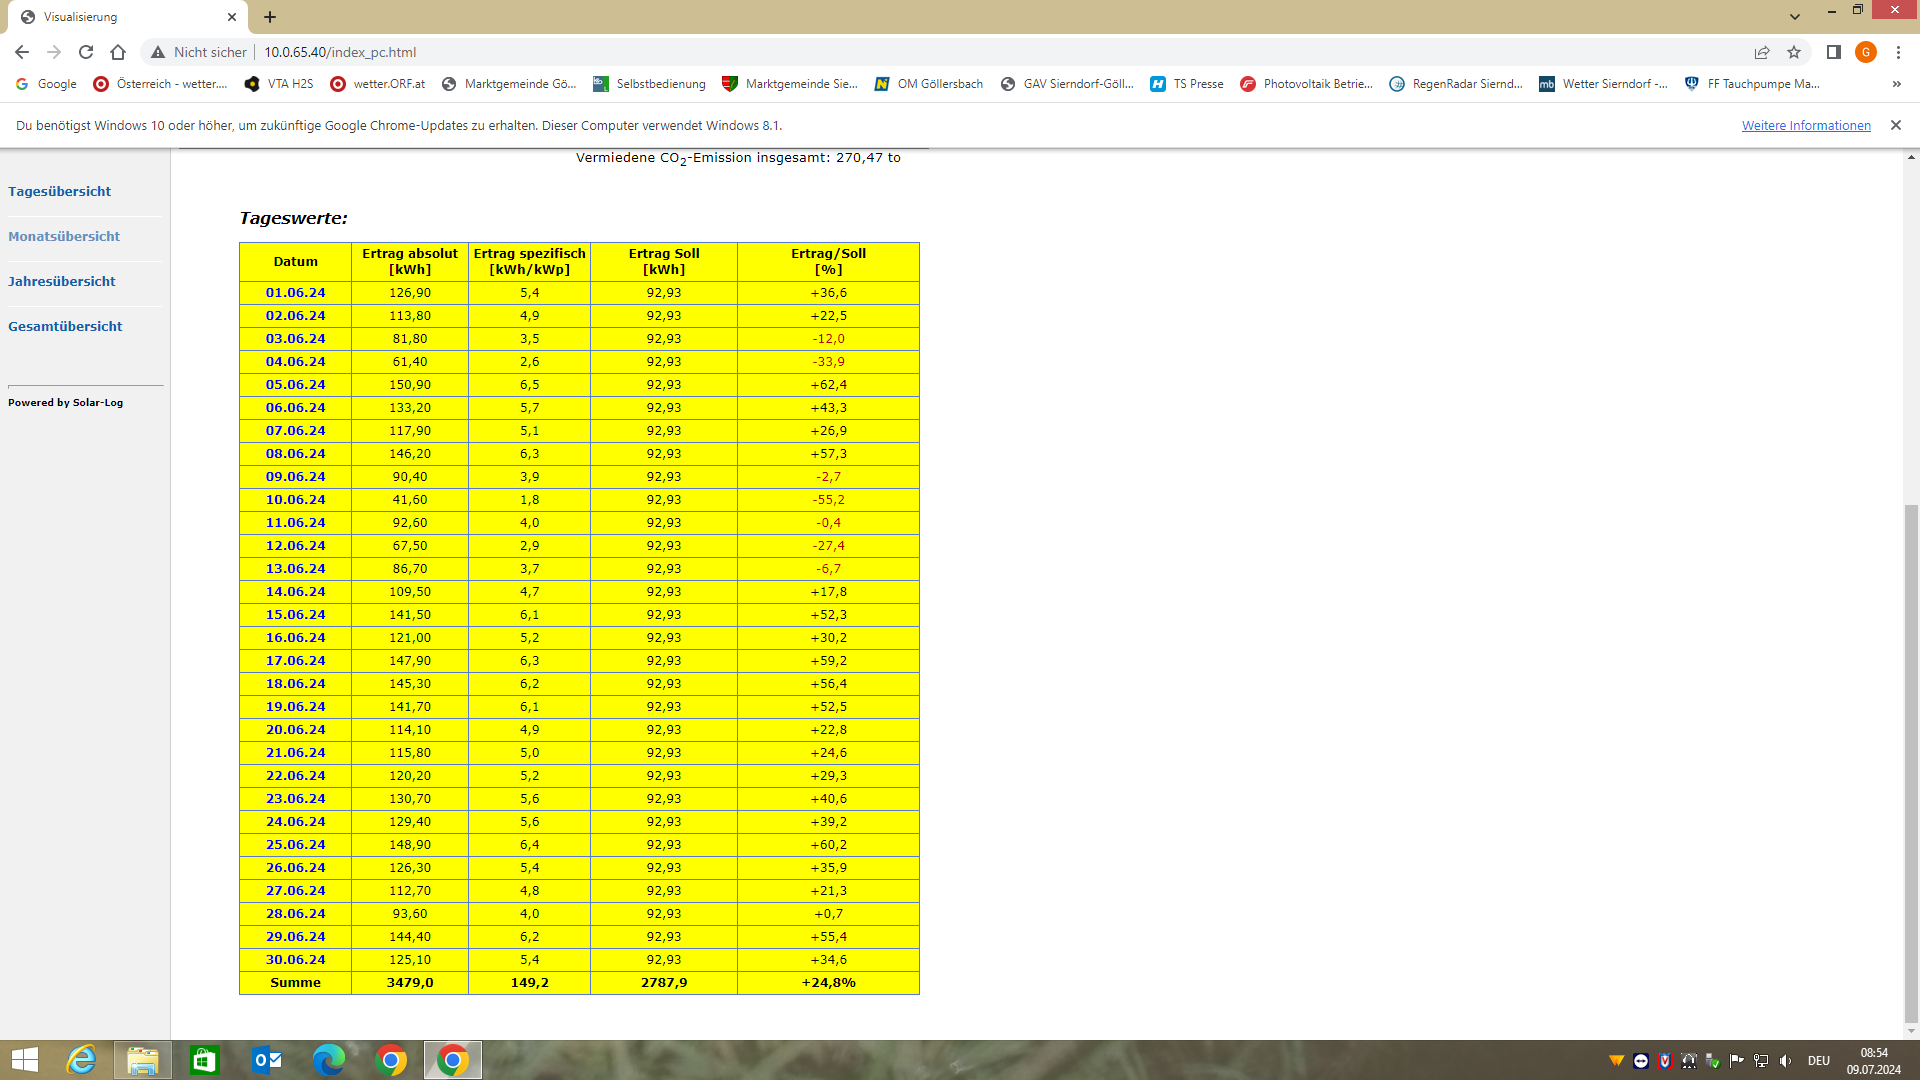 Visualisierung
Nicht sicher | 10.0.65.40/index_pc.html
G
Google
Österreich - wetter....
VTA H2S
wetter.ORF.at
Marktgemeinde Gö...
Selbstbedienung
Marktgemeinde Sie...
OM Göllersbach
GAV Sierndorf-Göll...
TS Presse
Photovoltaik Betrie...
RegenRadar Siernd...
Wetter Sierndorf -...
FF Tauchpumpe Ma...
Du benötigst Windows 10 oder höher, um zukünftige Google Chrome-Updates zu erhalten. Dieser Computer verwendet Windows 8.1.
Weitere Informationen
Vermiedene CO2-Emission insgesamt: 270,47 to
Tagesübersicht
Monatsübersicht
Jahresübersicht
Gesamtübersicht
Powered by Solar-Log
Tageswerte:
Datum Ertrag absolut [kWh] Ertrag spezifisch [kWh/kWp] Ertrag Soll [kWh] Ertrag/Soll [%]
01.06.24 126,90 5,4 92,93 +36,6
02.06.24 113,80 4,9 92,93 +22,5
03.06.24 81,80 3,5 92,93 -12,0
04.06.24 61,40 2,6 92,93 -33,9
05.06.24 150,90 6,5 92,93 +62,4
06.06.24 133,20 5,7 92,93 +43,3
07.06.24 117,90 5,1 92,93 +26,9
08.06.24 146,20 6,3 92,93 +57,3
09.06.24 90,40 3,9 92,93 -2,7
10.06.24 41,60 1,8 92,93 -55,2
11.06.24 92,60 4,0 92,93 -0,4
12.06.24 67,50 2,9 92,93 -27,4
13.06.24 86,70 3,7 92,93 -6,7
14.06.24 109,50 4,7 92,93 +17,8
15.06.24 141,50 6,1 92,93 +52,3
16.06.24 121,00 5,2 92,93 +30,2
17.06.24 147,90 6,3 92,93 +59,2
18.06.24 145,30 6,2 92,93 +56,4
19.06.24 141,70 6,1 92,93 +52,5
20.06.24 114,10 4,9 92,93 +22,8
21.06.24 115,80 5,0 92,93 +24,6
22.06.24 120,20 5,2 92,93 +29,3
23.06.24 130,70 5,6 92,93 +40,6
24.06.24 129,40 5,6 92,93 +39,2
25.06.24 148,90 6,4 92,93 +60,2
26.06.24 126,30 5,4 92,93 +35,9
27.06.24 112,70 4,8 92,93 +21,3
28.06.24 93,60 4,0 92,93 +0,7
29.06.24 144,40 6,2 92,93 +55,4
30.06.24 125,10 5,4 92,93 +34,6
Summe 3479,0 149,2 2787,9 +24,8%
DEU
08:54
09.07.2024